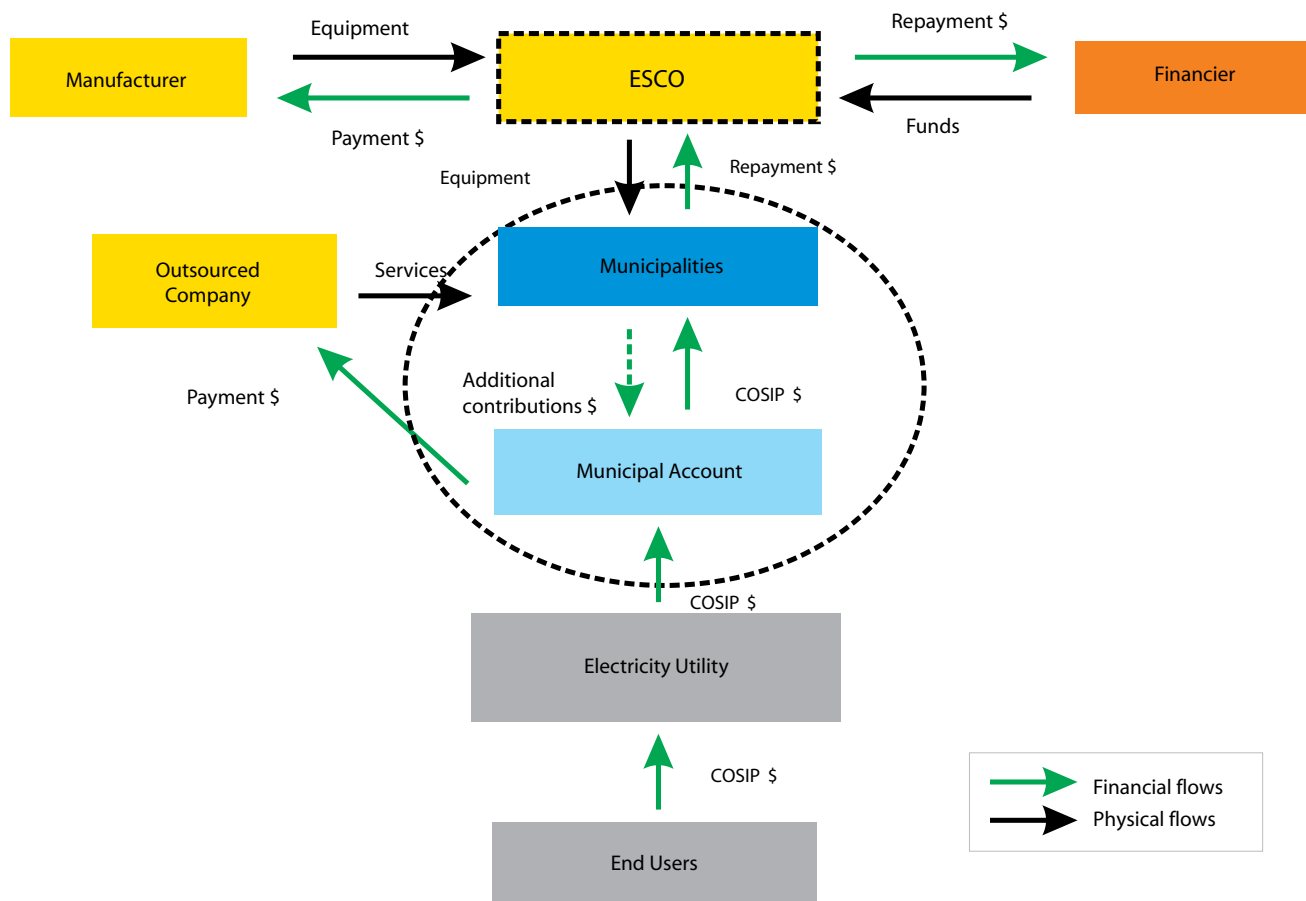 Equipment
Repayment $
Manufacturer
ESCO
Financier
Payment $
Funds
Equipment
Repayment $
Outsourced
Company
Services
Municipalities
Payment $
Additional
contributions $
COSIP $
Municipal Account
COSIP $
Electricity Utility
COSIP $
Financial flows
Physical flows
End Users